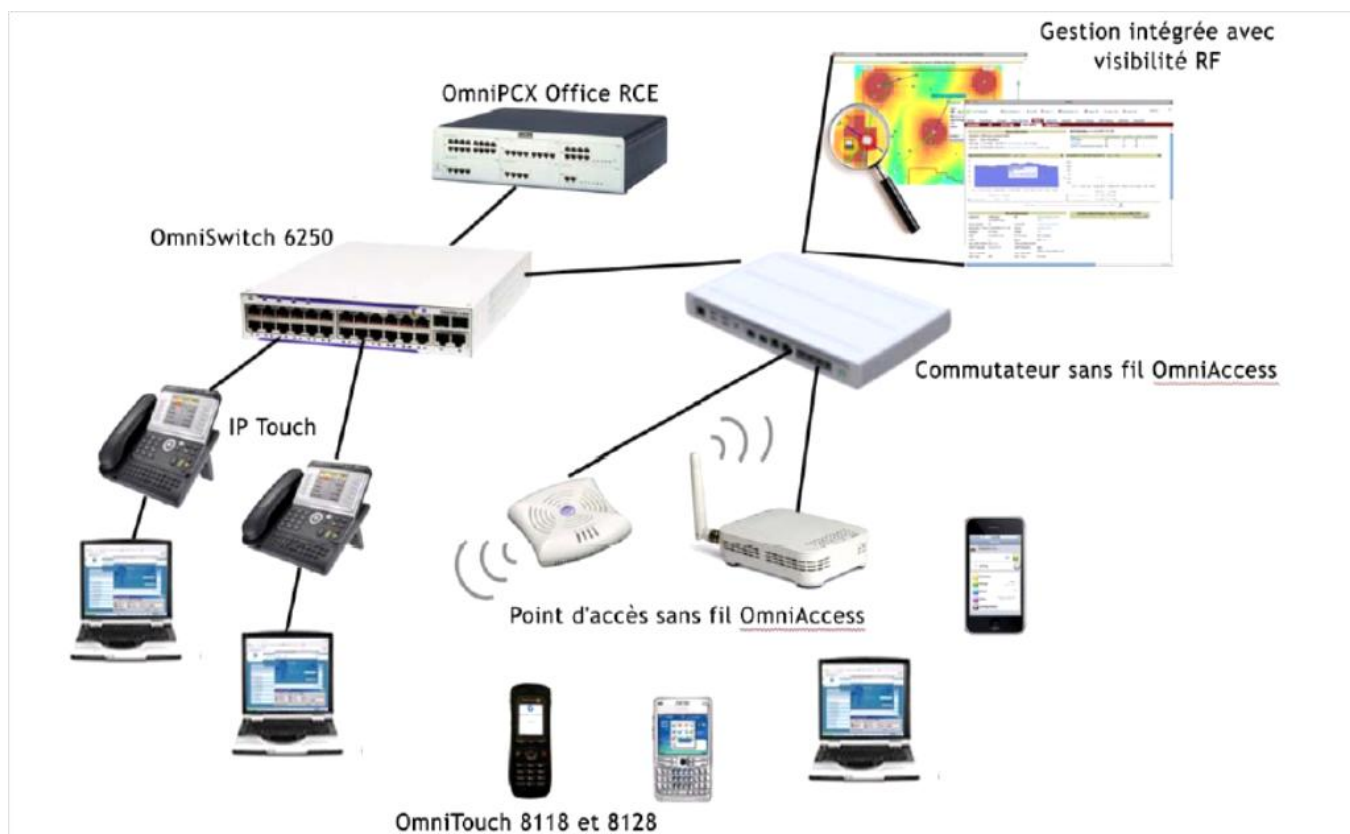 Gestion intégrée avec
visibilité RF
OmniPCX Office RCE
OmniSwitch 6250
Commutateur sans fil OmniAccess
IP Touch
Point d'accès sans fil OmniAccess
OmniTouch 8118 et 8128